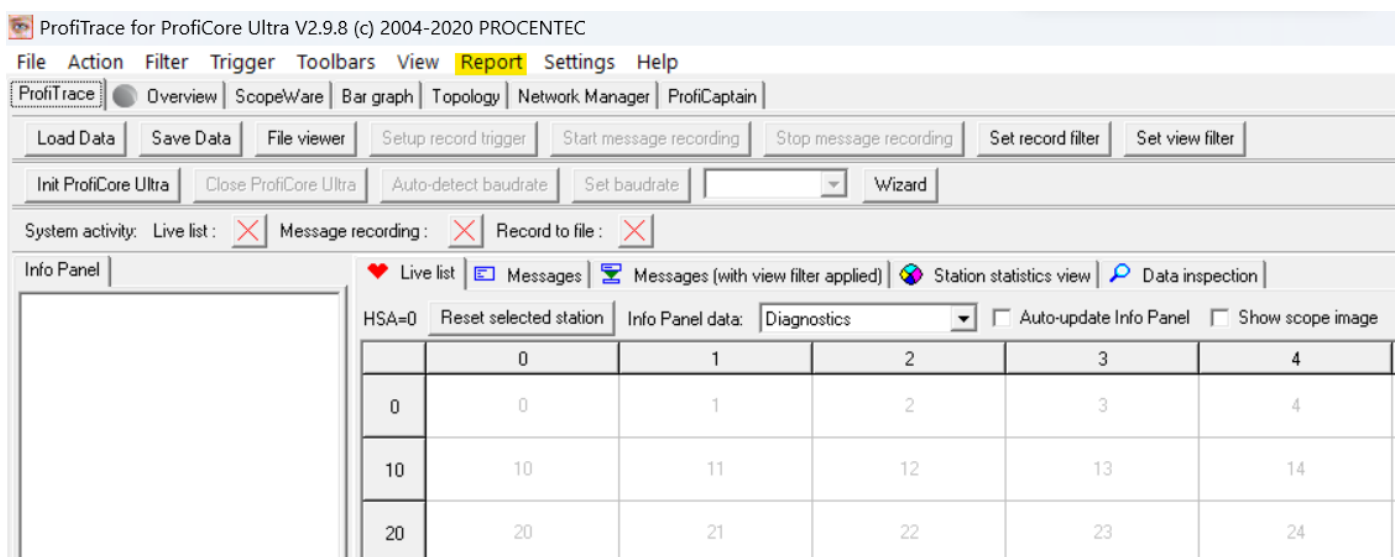 ProfiTrace for ProfiCore Ultra V2.9.8 (c) 2004-2020 PROCENTEC
File Action Filter Trigger Toolbars View Report Settings Help
ProfiTrace Overview ScopeWare Bar graph Topology Network Manager ProfiCaptain
Load Data Save Data File viewer Setup record trigger Start message recording Stop message recording Set record filter Set view filter
Init ProfiCore Ultra Close ProfiCore Ultra Auto-detect baudrate Set baudrate Wizard
System activity: Live list : Message recording : Record to file :
Info Panel Live list Messages Messages (with view filter applied) Station statistics view Data inspection
HSA=0 Reset selected station Info Panel data: Diagnostics Auto-update Info Panel Show scope image
0 1 2 3 4
0 0 1 2 3 4
10 10 11 12 13 14
20 20 21 22 23 24